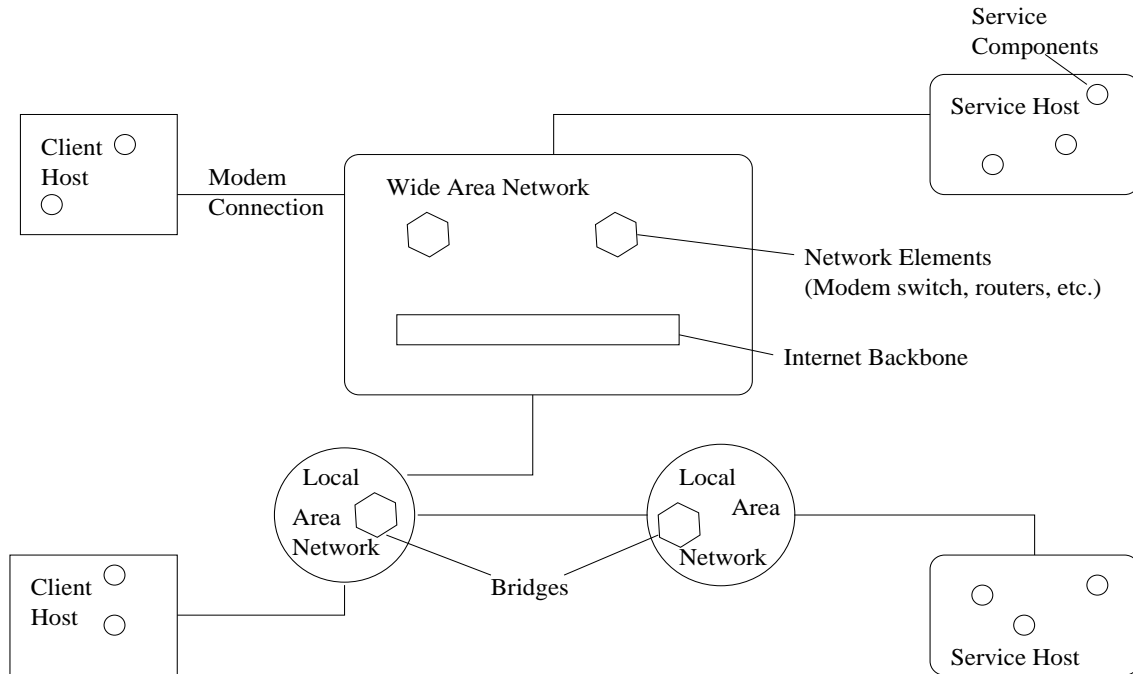 Service
Components
Service Host
Client
Host
Modem
Connection
Wide Area Network
Network Elements
(Modem switch, routers, etc.)
Internet Backbone
Local
Area
Network
Local
Area
Network
Bridges
Client
Host
Service Host